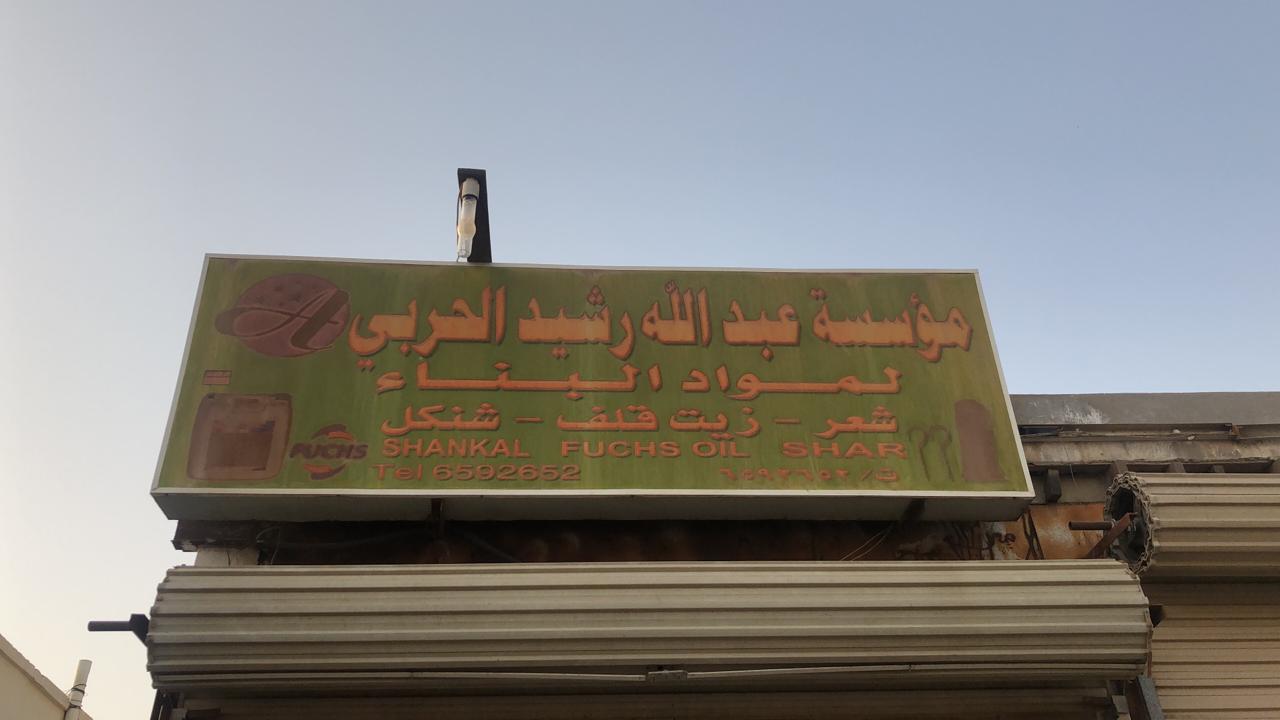 مؤسسة عبد الله رشيد الحربي
لمواد البناء
شعر - زيت قلف - شنكل
SHANKAL FUCHS OIL SHAR
Tel 6592652
ت/ ٦٥٩٢٦٥٢
FUCHS
A